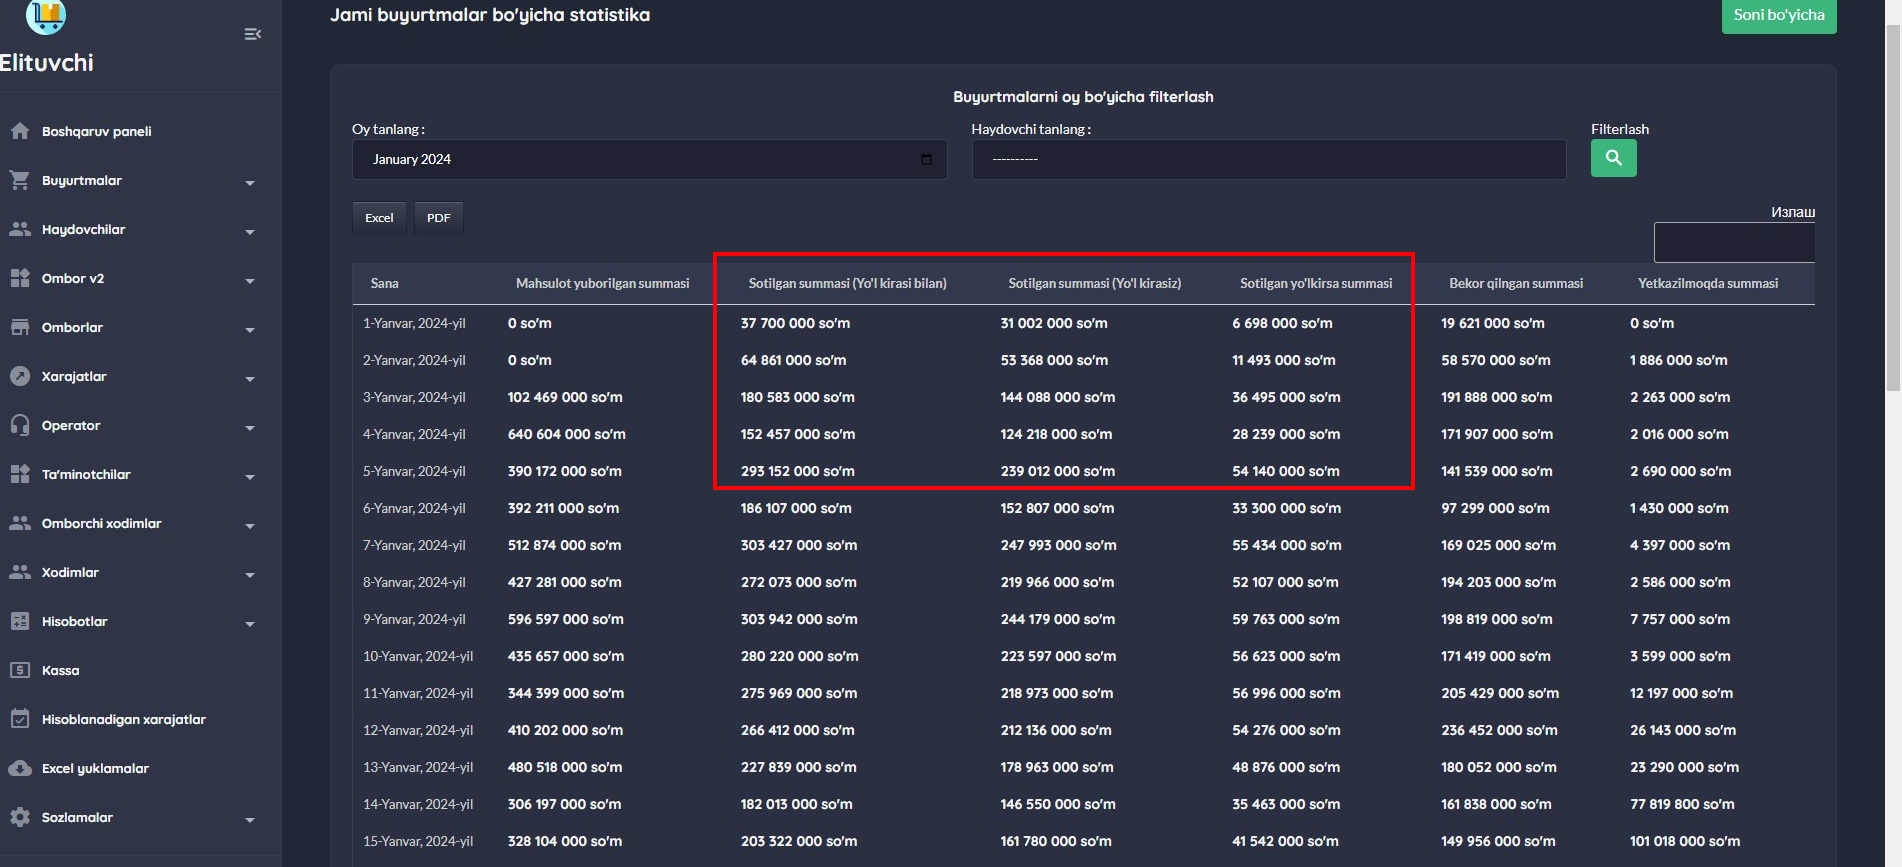 Jami buyurtmalar bo'yicha statistika
Soni bo'yicha
Elituvchi
Boshqaruv paneli
Buyurtmalar
Haydovchilar
Ombor v2
Omborlar
Xarajatlar
Operator
Ta'minotchilar
Omborchi xodimlar
Xodimlar
Hisobotlar
Kassa
Hisoblanadigan xarajatlar
Excel yuklamalar
Sozlamalar
Buyurtmalarni oy bo'yicha filterlash
Oy tanlang : Haydovchi tanlang : Filterlash
January 2024 ----------
Excel PDF
Излаш
Sana Mahsulot yuborilgan summasi Sotilgan summasi (Yo'l kirasi bilan) Sotilgan summasi (Yo'l kirasiz) Sotilgan yo'lkirsa summasi Bekor qilngan summasi Yetkazilmoqda summasi
1-Yanvar, 2024-yil 0 so'm 37 700 000 so'm 31 002 000 so'm 6 698 000 so'm 19 621 000 so'm 0 so'm
2-Yanvar, 2024-yil 0 so'm 64 861 000 so'm 53 368 000 so'm 11 493 000 so'm 58 570 000 so'm 1 886 000 so'm
3-Yanvar, 2024-yil 102 469 000 so'm 180 583 000 so'm 144 088 000 so'm 36 495 000 so'm 191 888 000 so'm 2 263 000 so'm
4-Yanvar, 2024-yil 640 604 000 so'm 152 457 000 so'm 124 218 000 so'm 28 239 000 so'm 171 907 000 so'm 2 016 000 so'm
5-Yanvar, 2024-yil 390 172 000 so'm 293 152 000 so'm 239 012 000 so'm 54 140 000 so'm 141 539 000 so'm 2 690 000 so'm
6-Yanvar, 2024-yil 392 211 000 so'm 186 107 000 so'm 152 807 000 so'm 33 300 000 so'm 97 299 000 so'm 1 430 000 so'm
7-Yanvar, 2024-yil 512 874 000 so'm 303 427 000 so'm 247 993 000 so'm 55 434 000 so'm 169 025 000 so'm 4 397 000 so'm
8-Yanvar, 2024-yil 427 281 000 so'm 272 073 000 so'm 219 966 000 so'm 52 107 000 so'm 194 203 000 so'm 2 586 000 so'm
9-Yanvar, 2024-yil 596 597 000 so'm 303 942 000 so'm 244 179 000 so'm 59 763 000 so'm 198 819 000 so'm 7 757 000 so'm
10-Yanvar, 2024-yil 435 657 000 so'm 280 220 000 so'm 223 597 000 so'm 56 623 000 so'm 171 419 000 so'm 3 599 000 so'm
11-Yanvar, 2024-yil 344 399 000 so'm 275 969 000 so'm 218 973 000 so'm 56 996 000 so'm 205 429 000 so'm 12 197 000 so'm
12-Yanvar, 2024-yil 410 202 000 so'm 266 412 000 so'm 212 136 000 so'm 54 276 000 so'm 236 452 000 so'm 26 143 000 so'm
13-Yanvar, 2024-yil 480 518 000 so'm 227 839 000 so'm 178 963 000 so'm 48 876 000 so'm 180 052 000 so'm 23 290 000 so'm
14-Yanvar, 2024-yil 306 197 000 so'm 182 013 000 so'm 146 550 000 so'm 35 463 000 so'm 161 838 000 so'm 77 819 800 so'm
15-Yanvar, 2024-yil 328 104 000 so'm 203 322 000 so'm 161 780 000 so'm 41 542 000 so'm 149 956 000 so'm 101 018 000 so'm